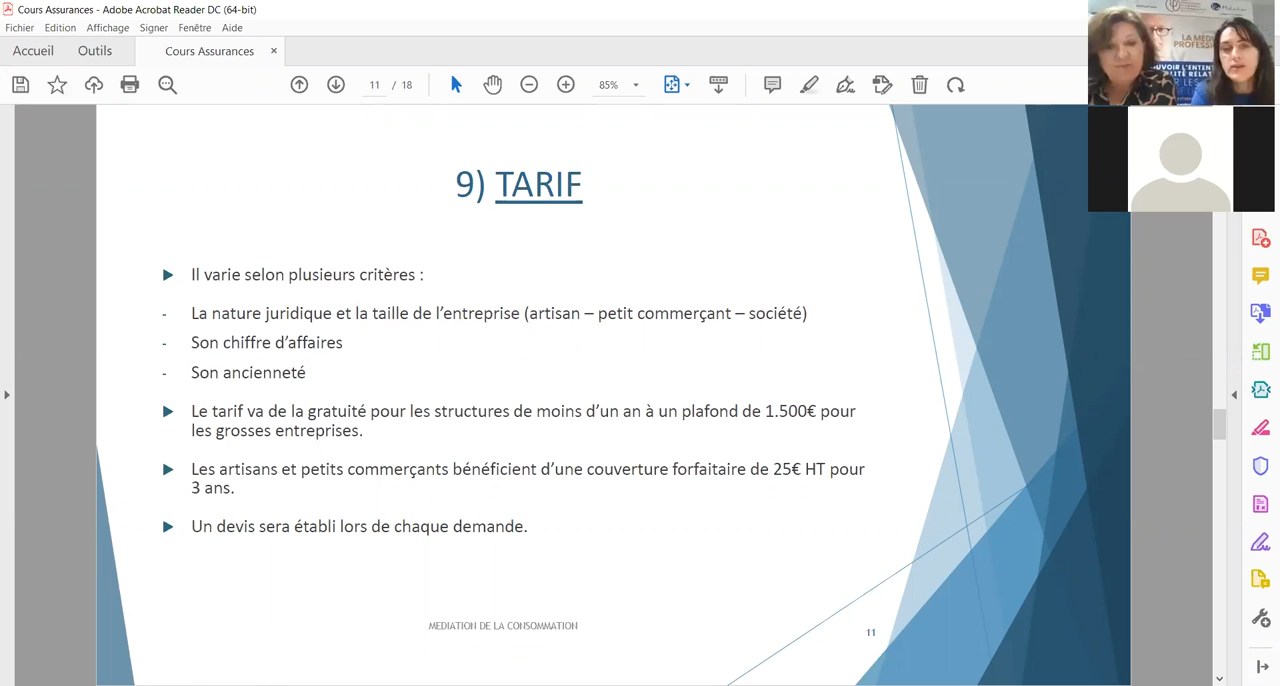 Cours Assurances - Adobe Acrobat Reader DC (64-bit)
Fichier Edition Affichage Signer Fenêtre Aide
Accueil Outils Cours Assurances ×
11 / 18 85%
9) TARIF
Il varie selon plusieurs critères :
- La nature juridique et la taille de l'entreprise (artisan – petit commerçant – société)
- Son chiffre d'affaires
- Son ancienneté
Le tarif va de la gratuité pour les structures de moins d'un an à un plafond de 1.500€ pour
les grosses entreprises.
Les artisans et petits commerçants bénéficient d'une couverture forfaitaire de 25€ HT pour
3 ans.
Un devis sera établi lors de chaque demande.
MEDIATION DE LA CONSOMMATION
11
LA MÉD
PROFESSI